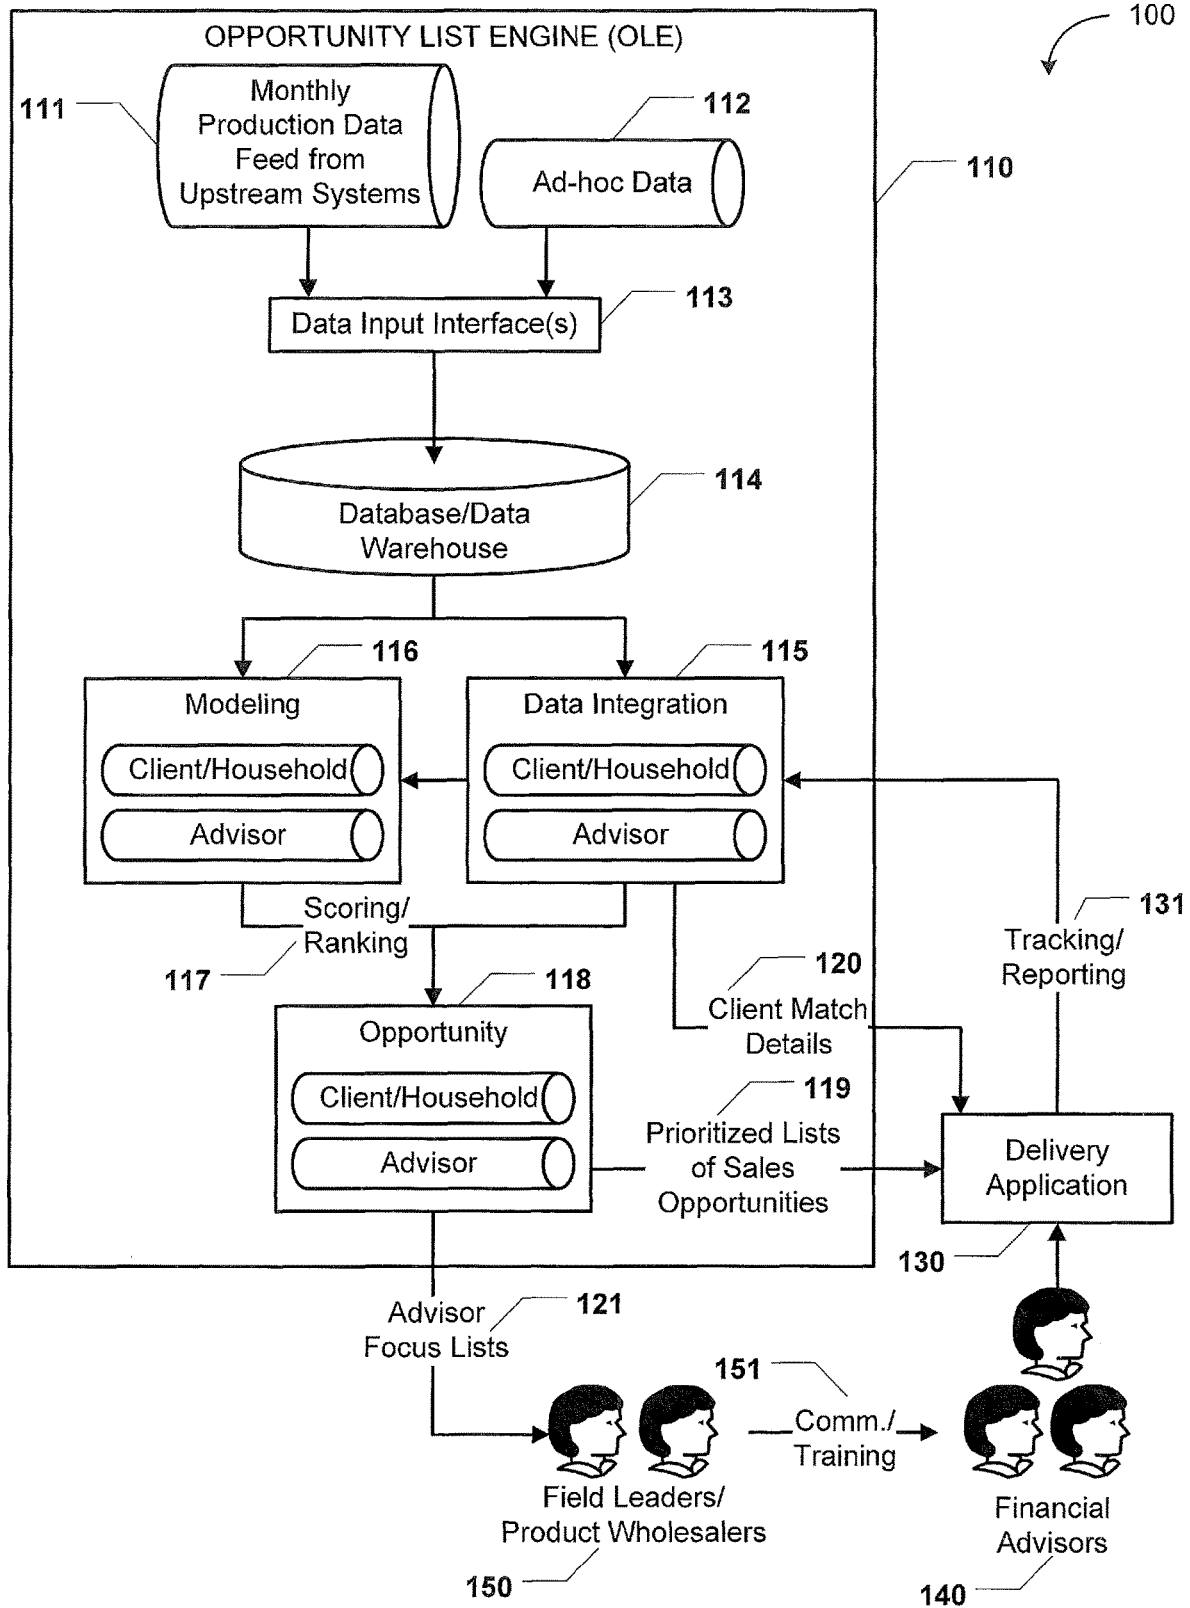 100
OPPORTUNITY LIST ENGINE (OLE)
111
Monthly
Production Data
Feed from
Upstream Systems
112
Ad-hoc Data
110
113
Data Input Interface(s)
114
Database/Data
Warehouse
116
115
Modeling
Client/Household
Advisor
Data Integration
Client/Household
Advisor
Scoring/
Ranking
117
131
Tracking/
Reporting
120
Client Match
Details
118
Opportunity
Client/Household
Advisor
119
Prioritized Lists
of Sales
Opportunities
Delivery
Application
130
Advisor
Focus Lists
121
151
Comm./
Training
Field Leaders/
Product Wholesalers
150
Financial
Advisors
140